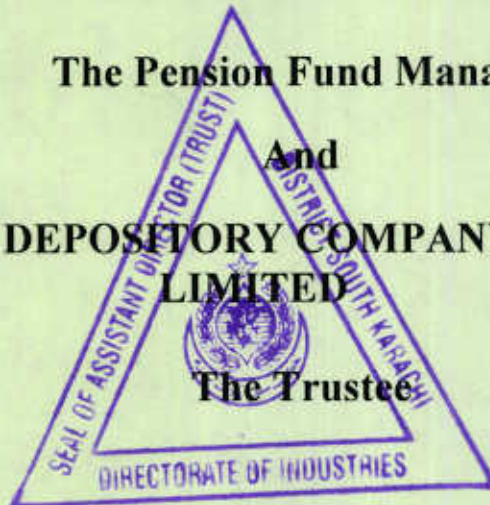 The Pension Fund Mana
And
DEPOSITORY COMPAN
LIMITED
The Trustee
SEAL OF ASSISTANT DIRECTOR (TRUST)
DISTRICT SOUTH KARACHI
DIRECTORATE OF INDUSTRIES